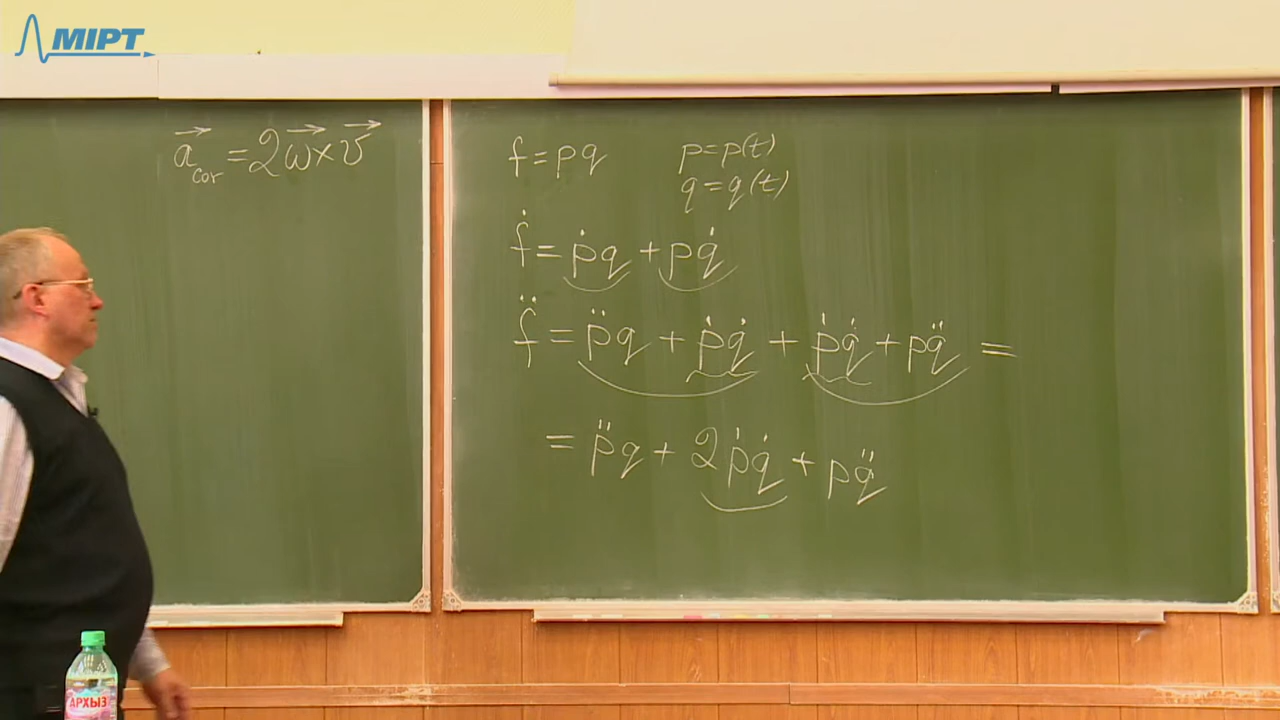 MIPT
a⃗_cor = 2ω⃗ × v⃗
f = pq
p = p(t)
q = q(t)
ḟ = ṗq + pq̇
f̈ = p̈q + ṗq̇ + ṗq̇ + pq̈ =
= p̈q + 2ṗq̇ + pq̈
АРХЫЗ